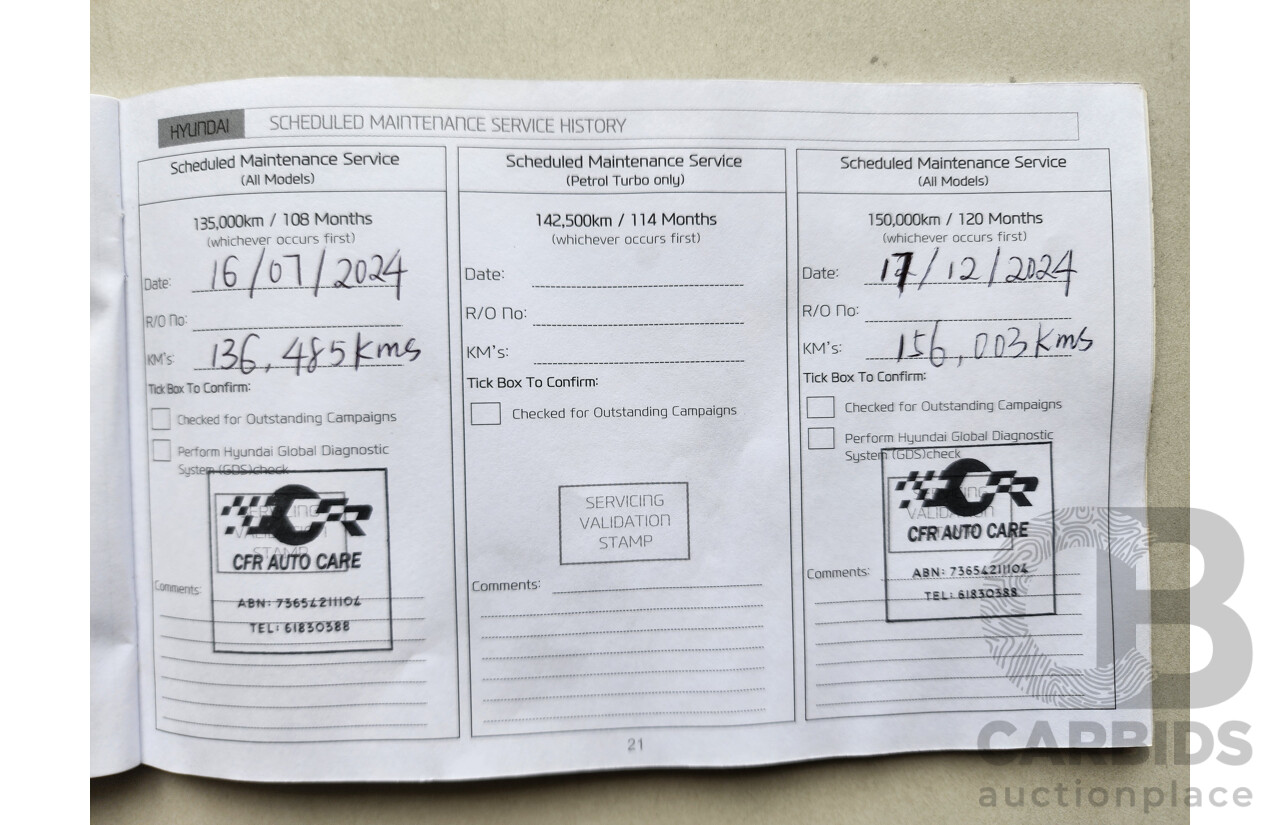 HYUNDAI SCHEDULED MAINTENANCE SERVICE HISTORY
Scheduled Maintenance Service
(All Models)
135,000km / 108 Months
(whichever occurs first)
Date: 16/07/2024
R/O No:
KM's: 136,485kms
Tick Box To Confirm:
Checked for Outstanding Campaigns
Perform Hyundai Global Diagnostic
System (GDS)check
CFR
CFR AUTO CARE
Comments:
ABN: 73654211104
TEL: 61830388
Scheduled Maintenance Service
(Petrol Turbo only)
142,500km / 114 Months
(whichever occurs first)
Date:
R/O No:
KM's:
Tick Box To Confirm:
Checked for Outstanding Campaigns
SERVICING
VALIDATION
STAMP
Comments:
Scheduled Maintenance Service
(All Models)
150,000km / 120 Months
(whichever occurs first)
Date: 17/12/2024
R/O No:
KM's: 156,003kms
Tick Box To Confirm:
Checked for Outstanding Campaigns
Perform Hyundai Global Diagnostic
System (GDS)check
CFR
CFR AUTO CARE
Comments:
ABN: 73654211104
TEL: 61830388
21
CARBIDS
auctionplace